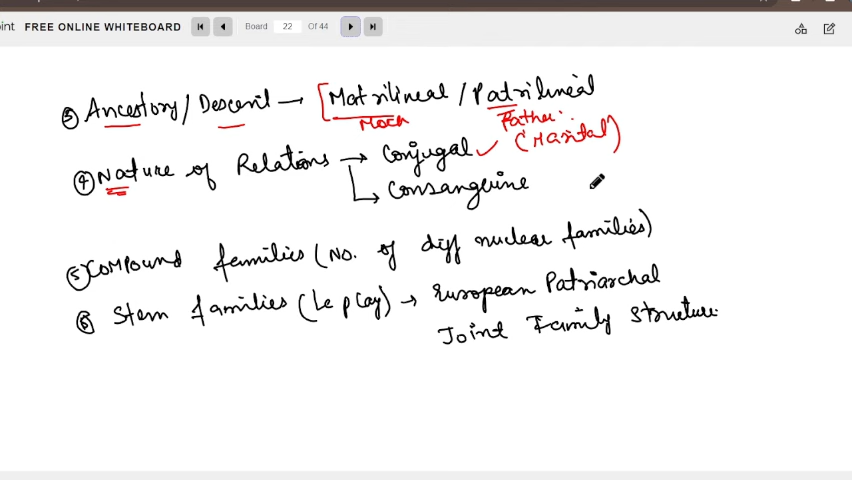 oint FREE ONLINE WHITEBOARD Board 22 Of 44
③ Ancestory / Descent → [Matrilineal / Patrilineal
Moth Father
④ Nature of Relations → Conjugal ✓ (Marital)
→ Consanguine
⑤ Compound families (No. of diff nuclear families)
⑥ Stem families (Le play) → European Patriarchal
Joint Family Structure